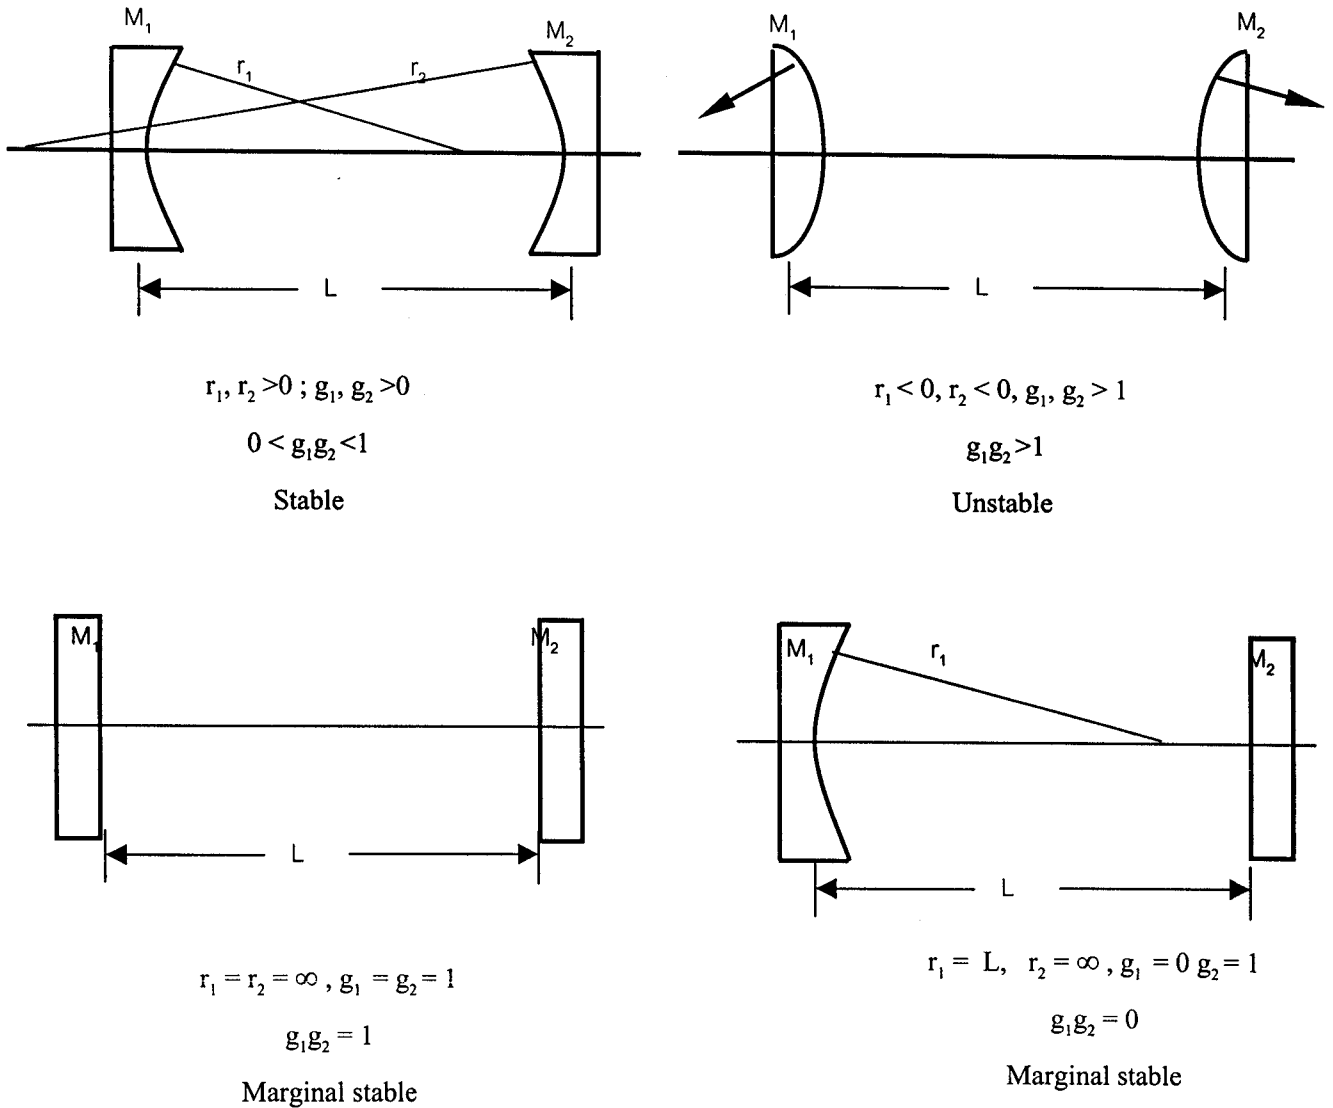 M₁
M₂
r₁
r₂
L
r₁, r₂ >0 ; g₁, g₂ >0
0 < g₁g₂ <1
Stable
M₁
M₂
L
r₁ < 0, r₂ < 0, g₁, g₂ > 1
g₁g₂ >1
Unstable
M₁
M₂
L
r₁ = r₂ = ∞ , g₁ = g₂ = 1
g₁g₂ = 1
Marginal stable
M₁
r₁
M₂
L
r₁ = L, r₂ = ∞ , g₁ = 0 g₂ = 1
g₁g₂ = 0
Marginal stable